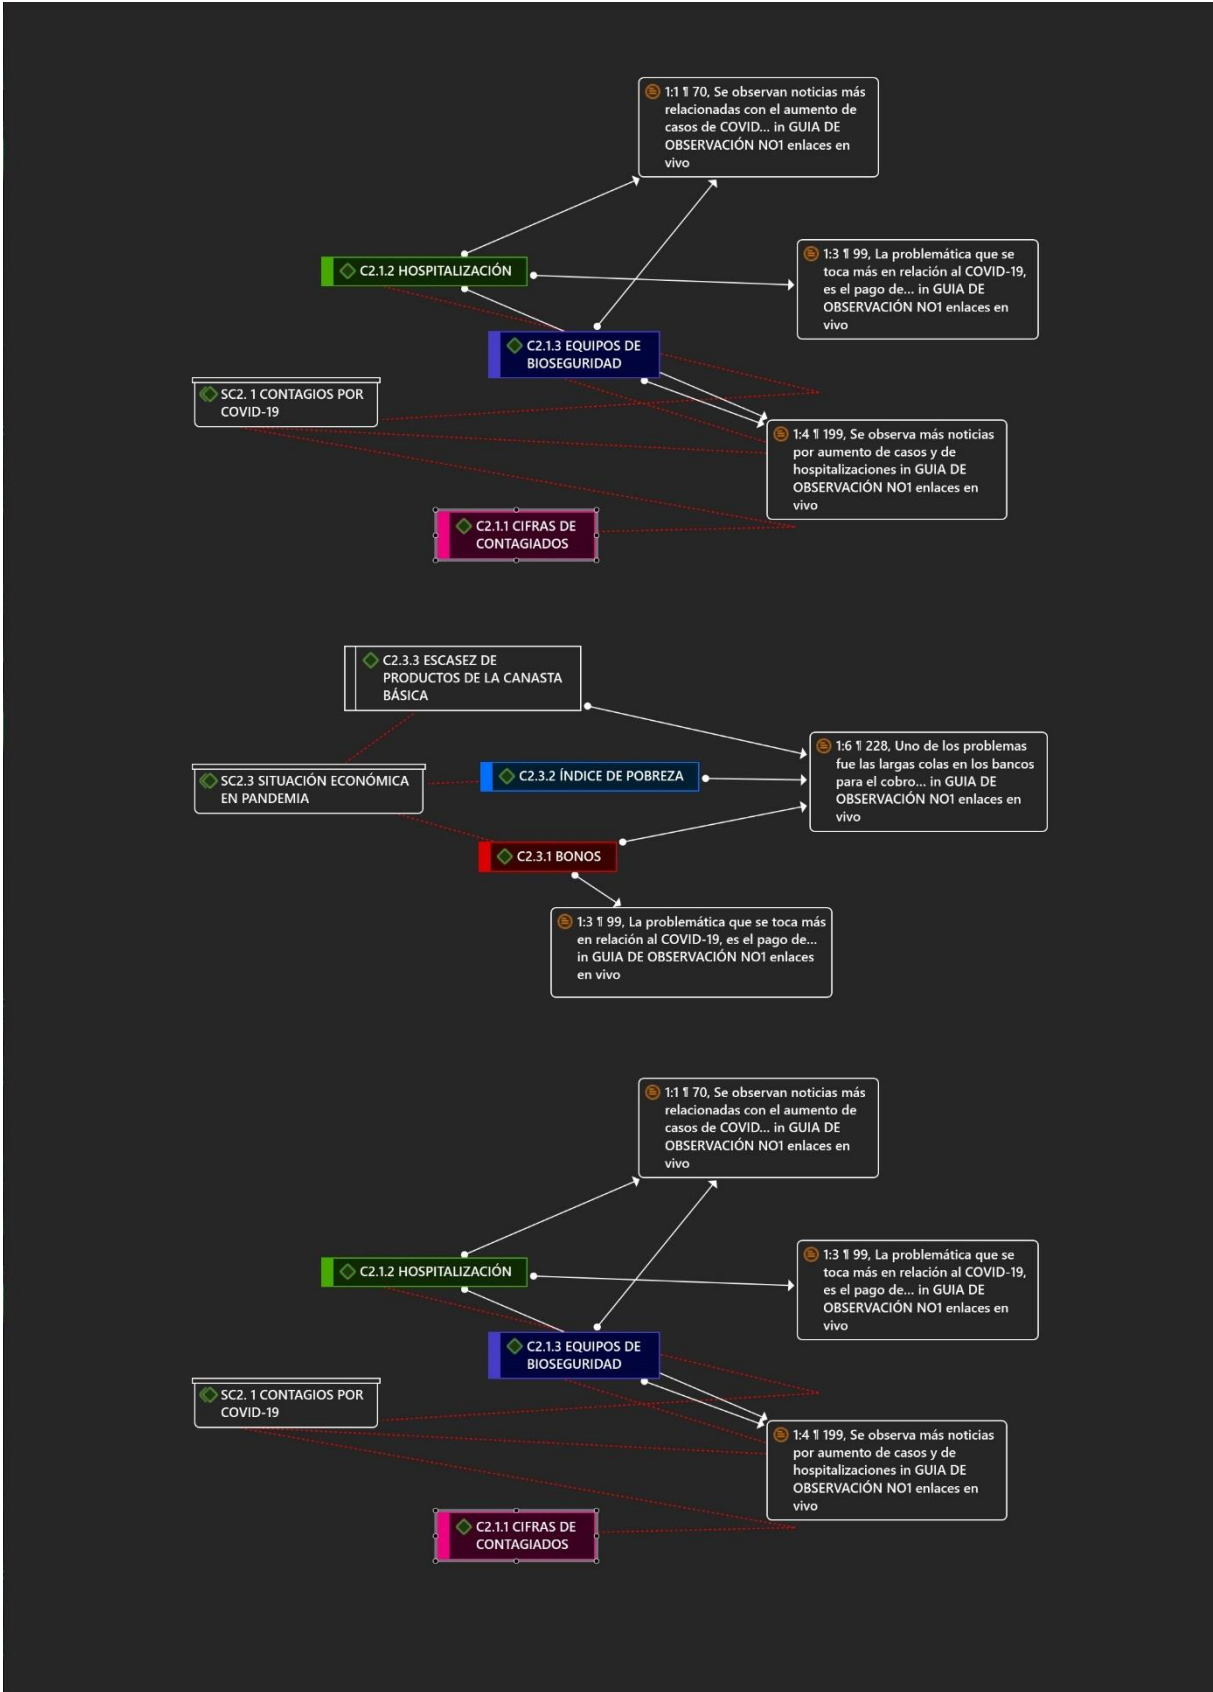 1:1 ¶ 70, Se observan noticias más
relacionadas con el aumento de
casos de COVID... in GUIA DE
OBSERVACIÓN NO1 enlaces en
vivo
1:3 ¶ 99, La problemática que se
toca más en relación al COVID-19,
es el pago de... in GUIA DE
OBSERVACIÓN NO1 enlaces en
vivo
C2.1.2 HOSPITALIZACIÓN
C2.1.3 EQUIPOS DE
BIOSEGURIDAD
SC2. 1 CONTAGIOS POR
COVID-19
1:4 ¶ 199, Se observa más noticias
por aumento de casos y de
hospitalizaciones in GUIA DE
OBSERVACIÓN NO1 enlaces en
vivo
C2.1.1 CIFRAS DE
CONTAGIADOS
C2.3.3 ESCASEZ DE
PRODUCTOS DE LA CANASTA
BÁSICA
1:6 ¶ 228, Uno de los problemas
fue las largas colas en los bancos
para el cobro... in GUIA DE
OBSERVACIÓN NO1 enlaces en
vivo
SC2.3 SITUACIÓN ECONÓMICA
EN PANDEMIA
C2.3.2 ÍNDICE DE POBREZA
C2.3.1 BONOS
1:3 ¶ 99, La problemática que se toca más
en relación al COVID-19, es el pago de...
in GUIA DE OBSERVACIÓN NO1 enlaces
en vivo
1:1 ¶ 70, Se observan noticias más
relacionadas con el aumento de
casos de COVID... in GUIA DE
OBSERVACIÓN NO1 enlaces en
vivo
1:3 ¶ 99, La problemática que se
toca más en relación al COVID-19,
es el pago de... in GUIA DE
OBSERVACIÓN NO1 enlaces en
vivo
C2.1.2 HOSPITALIZACIÓN
C2.1.3 EQUIPOS DE
BIOSEGURIDAD
SC2. 1 CONTAGIOS POR
COVID-19
1:4 ¶ 199, Se observa más noticias
por aumento de casos y de
hospitalizaciones in GUIA DE
OBSERVACIÓN NO1 enlaces en
vivo
C2.1.1 CIFRAS DE
CONTAGIADOS